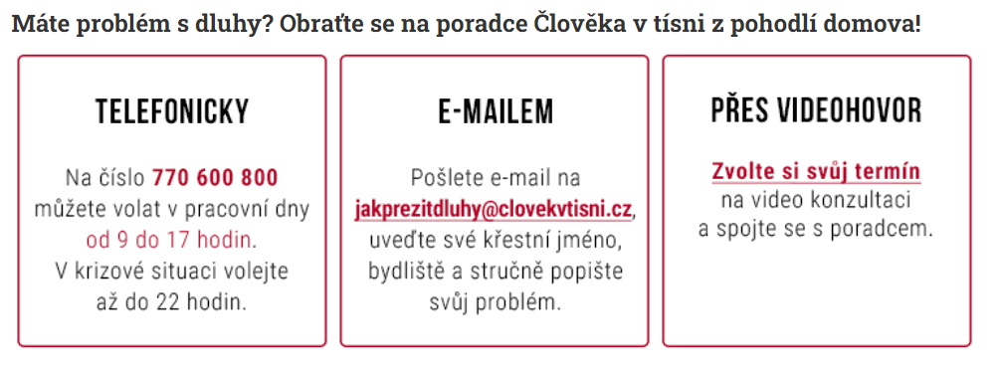 Máte problém s dluhy? Obraťte se na poradce Člověka v tísni z pohodlí domova!
TELEFONICKY
Na číslo 770 600 800
můžete volat v pracovní dny
od 9 do 17 hodin.
V krizové situaci volejte
až do 22 hodin.
E-MAILEM
Pošlete e-mail na
jakprezitdluhy@clovekvtisni.cz,
uveďte své křestní jméno,
bydliště a stručně popište
svůj problém.
PŘES VIDEOHOVOR
Zvolte si svůj termín
na video konzultaci
a spojte se s poradcem.